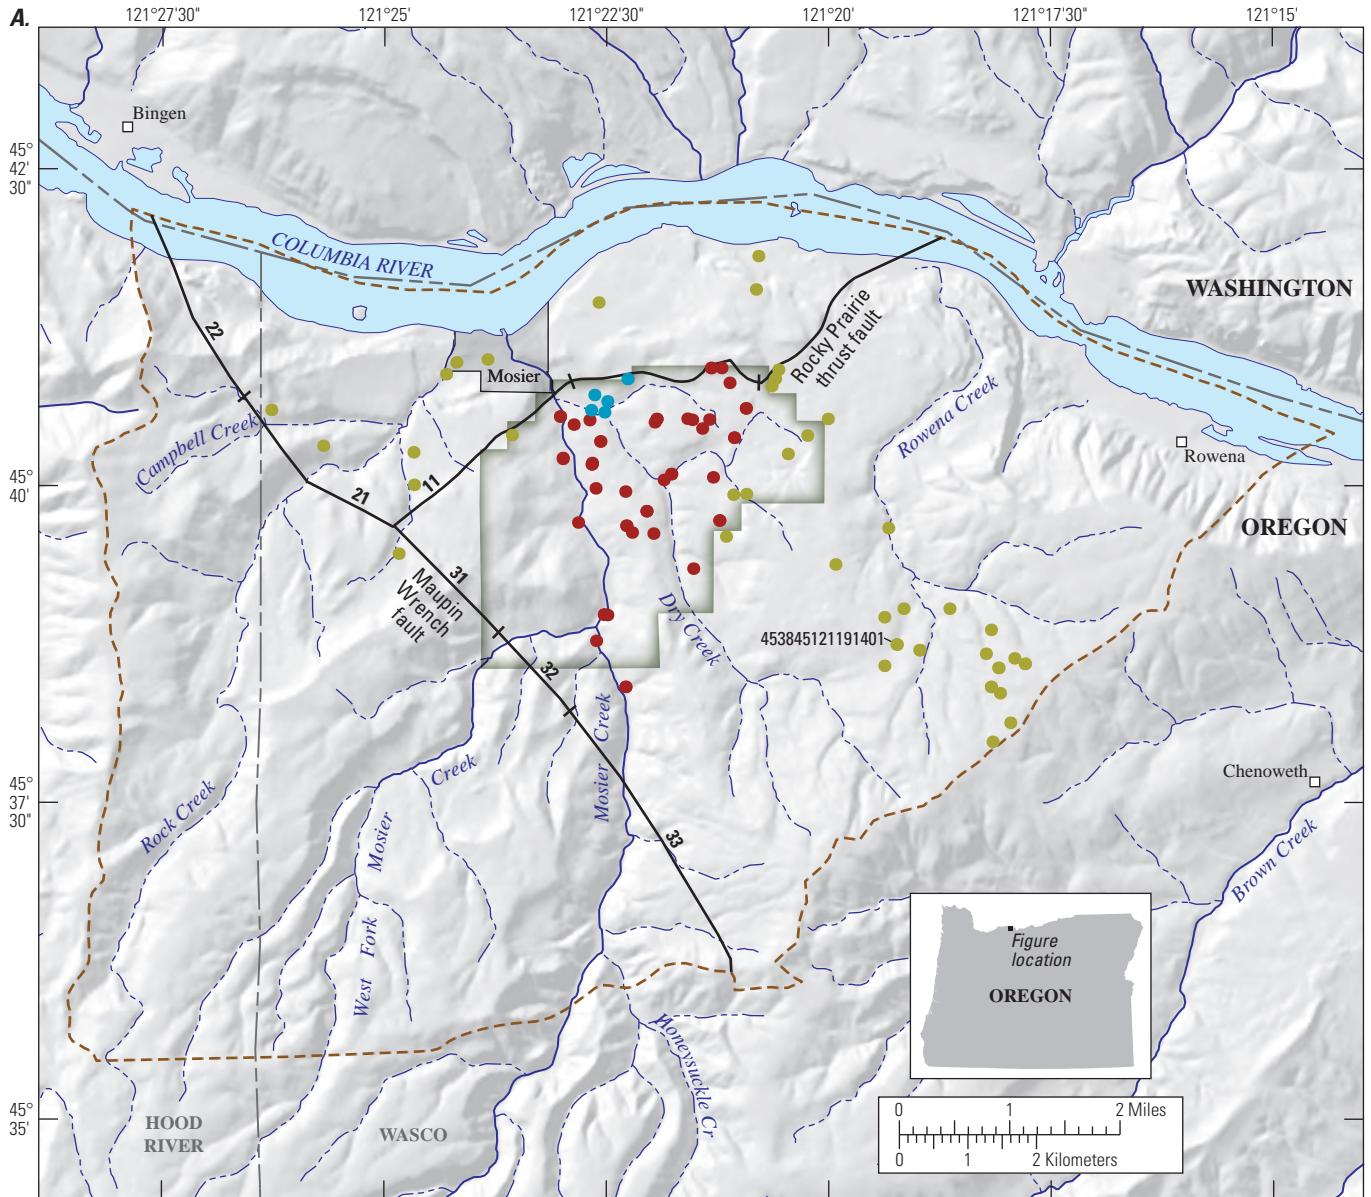 A.
121°27'30"
121°25'
121°22'30"
121°20'
121°17'30"
121°15'
Bingen
45°
42'
30"
COLUMBIA RIVER
WASHINGTON
22
Rocky Prairie
thrust fault
Mosier
Campbell Creek
Rowena Creek
Rowena
45°
40'
21
11
OREGON
31
Maupin
Wrench
fault
Dry Creek
453845121191401
32
Mosier Creek
Chenoweth
45°
37'
30"
Rock Creek
West Fork Mosier Creek
33
Brown Creek
Figure
location
OREGON
Honeysuckle Cr
45°
35'
HOOD
RIVER
WASCO
0 1 2 Miles
0 1 2 Kilometers